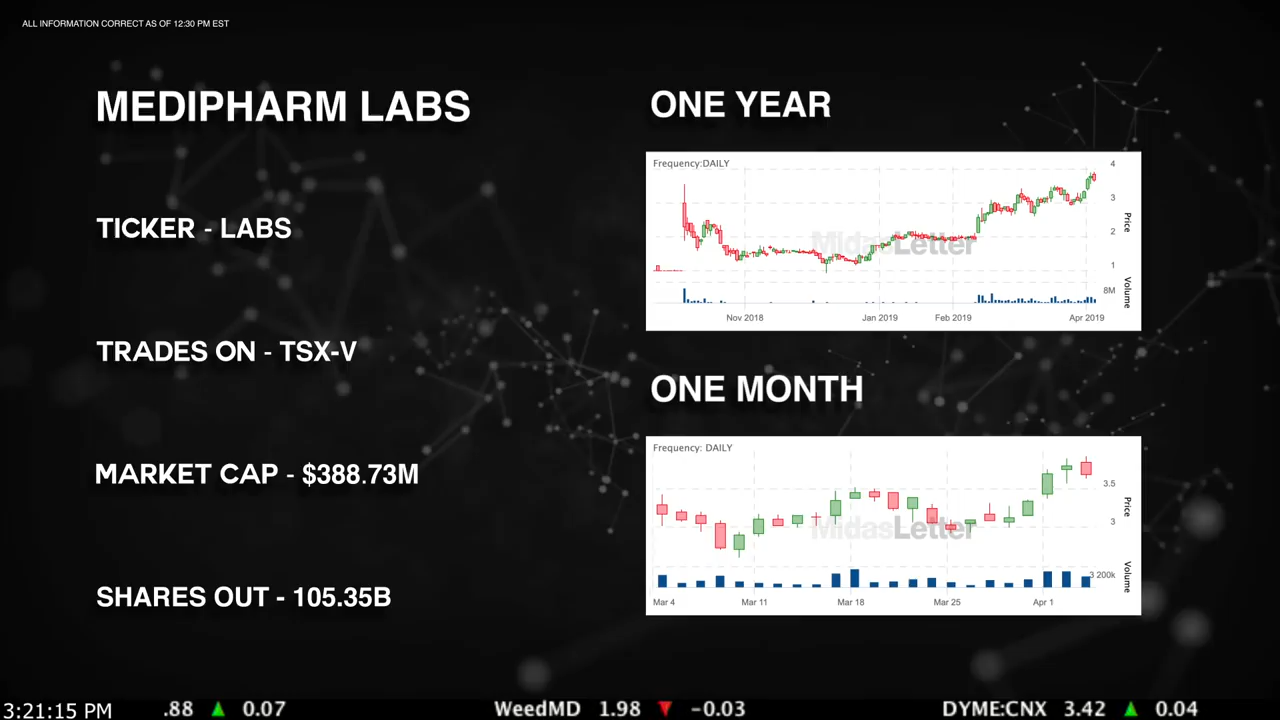 ALL INFORMATION CORRECT AS OF 12:30 PM EST
MEDIPHARM LABS
TICKER - LABS
TRADES ON - TSX-V
MARKET CAP - $388.73M
SHARES OUT - 105.35B
ONE YEAR
Frequency:DAILY
4
3
2
1
Price
8M
Volume
MidasLetter
Nov 2018 Jan 2019 Feb 2019 Apr 2019
ONE MONTH
Frequency: DAILY
3.5
3
Price
3 200k
Volume
MidasLetter
Mar 4 Mar 11 Mar 18 Mar 25 Apr 1
3:21:15 PM .88 ▲ 0.07 WeedMD 1.98 ▼ -0.03 DYME:CNX 3.42 ▲ 0.04